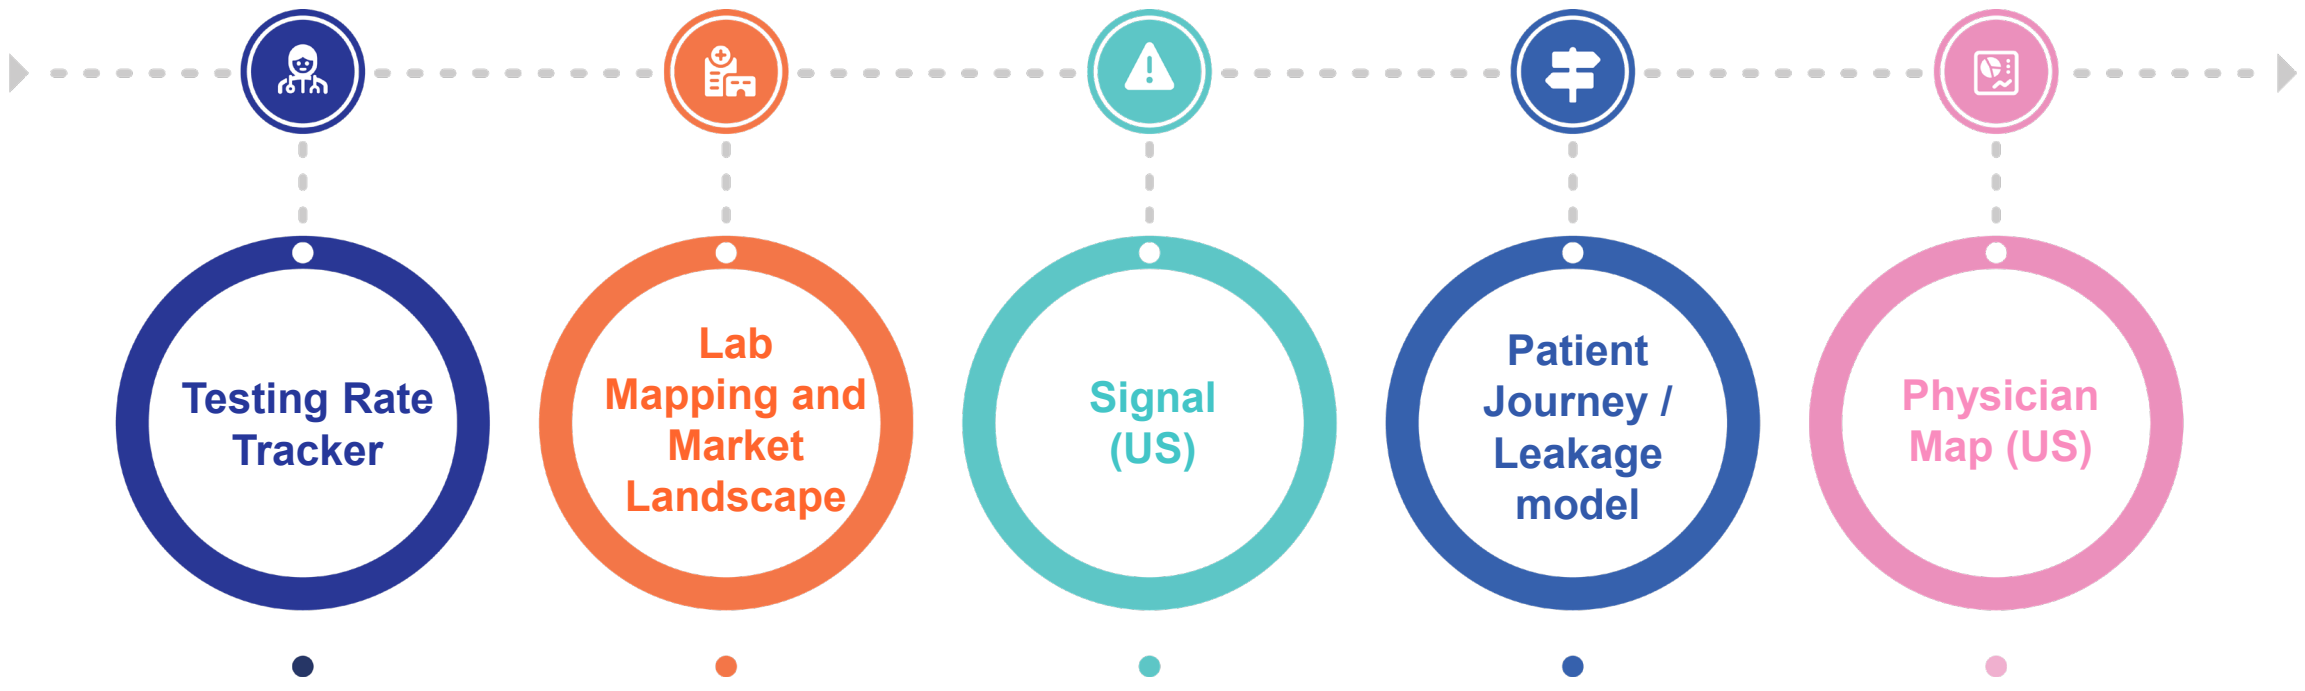 Testing Rate
Tracker
Lab
Mapping and
Market
Landscape
Signal
(US)
Patient
Journey /
Leakage
model
Physician
Map (US)